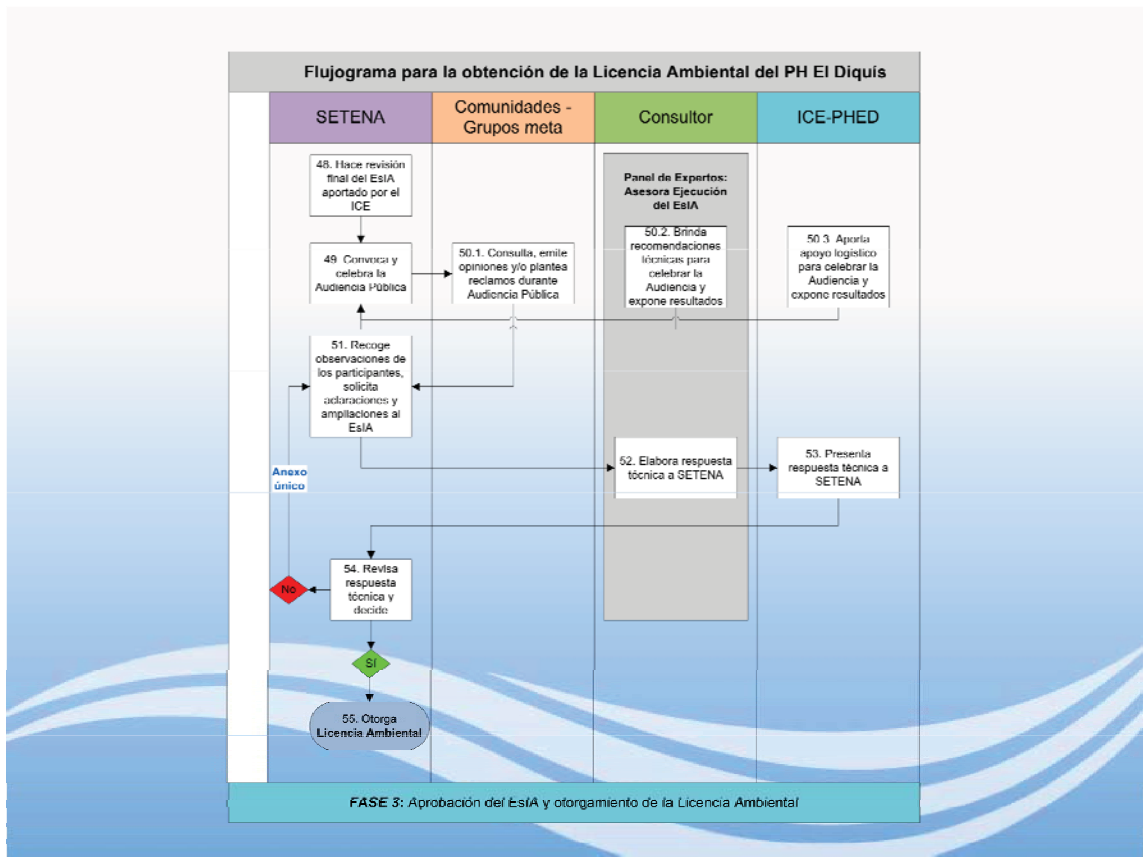 Flujograma para la obtención de la Licencia Ambiental del PH El Diquís
SETENA
Comunidades -
Grupos meta
Consultor
ICE-PHED
48. Hace revisión
final del EsIA
aportado por el
ICE
Panel de Expertos:
Asesora Ejecución
del EsIA
49 Convoca y
celebra la
Audiencia Pública
50.1. Consulta, emite
opiniones y/o plantea
reclamos durante
Audiencia Pública
50.2. Brinda
recomendaciones
técnicas para
celebrar la
Audiencia y
expone resultados
50.3 Aporta
apoyo logístico
para celebrar la
Audiencia y
expone resultados
51. Recoge
observaciones de
los participantes,
solicita
aclaraciones y
ampliaciones al
EsIA
Anexo
único
52. Elabora respuesta
técnica a SETENA
53. Presenta
respuesta técnica a
SETENA
54. Revisa
respuesta
técnica y
decide
No
Sí
55. Otorga
Licencia Ambiental
FASE 3: Aprobación del EsIA y otorgamiento de la Licencia Ambiental